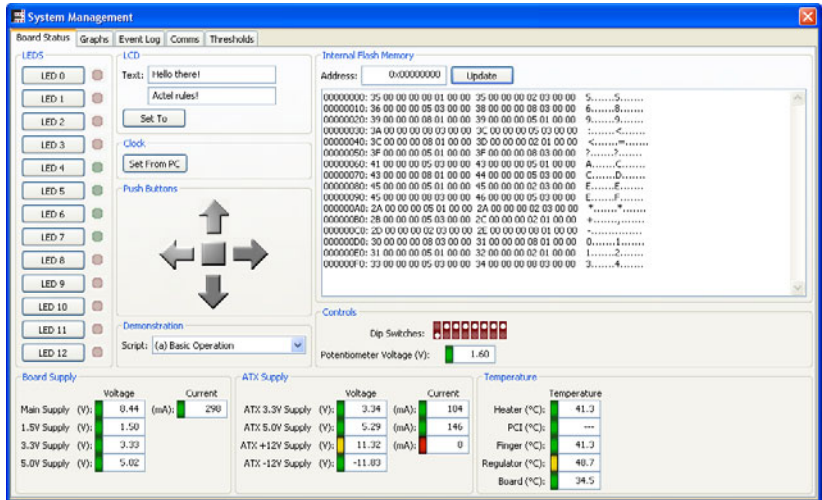 System Management
Board Status Graphs Event Log Comms Thresholds
LEDS
LED 0
LED 1
LED 2
LED 3
LED 4
LED 5
LED 6
LED 7
LED 8
LED 9
LED 10
LED 11
LED 12
LCD
Text: Hello there!
Actel rules!
Set To
Clock
Set From PC
Push Buttons
Demonstration
Script: (a) Basic Operation
Internal Flash Memory
Address: 0x00000000 Update
00000000: 35 00 00 00 08 01 00 00 35 00 00 00 02 03 00 00 5.......5.......
00000010: 36 00 00 00 05 03 00 00 38 00 00 00 08 03 00 00 6.......8.......
00000020: 39 00 00 00 08 01 00 00 39 00 00 00 05 01 00 00 9.......9.......
00000030: 3A 00 00 00 08 03 00 00 3C 00 00 00 05 03 00 00 :.......<.......
00000040: 3C 00 00 00 08 01 00 00 3D 00 00 00 02 01 00 00 <.......=.......
00000050: 3F 00 00 00 05 01 00 00 3F 00 00 00 08 03 00 00 ?.......?.......
00000060: 41 00 00 00 05 03 00 00 43 00 00 00 05 01 00 00 A.......C.......
00000070: 43 00 00 00 08 01 00 00 44 00 00 00 05 03 00 00 C.......D.......
00000080: 45 00 00 00 05 01 00 00 45 00 00 00 02 03 00 00 E.......E.......
00000090: 45 00 00 00 08 03 00 00 46 00 00 00 05 03 00 00 E.......F.......
000000A0: 2A 00 00 00 05 01 00 00 2A 00 00 00 02 03 00 00 *.......*.......
000000B0: 2B 00 00 00 05 03 00 00 2C 00 00 00 02 01 00 00 +.......,.......
000000C0: 2D 00 00 00 02 03 00 00 2E 00 00 00 08 01 00 00 -...............
000000D0: 30 00 00 00 08 03 00 00 31 00 00 00 08 01 00 00 0.......1.......
000000E0: 31 00 00 00 05 01 00 00 32 00 00 00 02 01 00 00 1.......2.......
000000F0: 33 00 00 00 05 03 00 00 34 00 00 00 08 03 00 00 3.......4.......
Controls
Dip Switches:
Potentiometer Voltage (V): 1.60
Board Supply
Voltage Current
Main Supply (V): 8.44 (mA): 298
1.5V Supply (V): 1.50
3.3V Supply (V): 3.33
5.0V Supply (V): 5.02
ATX Supply
Voltage Current
ATX 3.3V Supply (V): 3.34 (mA): 184
ATX 5.0V Supply (V): 5.29 (mA): 146
ATX +12V Supply (V): 11.32 (mA): 0
ATX -12V Supply (V): -11.83
Temperature
Temperature
Heater (°C): 41.3
PCI (°C): ---
Finger (°C): 41.3
Regulator (°C): 48.7
Board (°C): 34.5